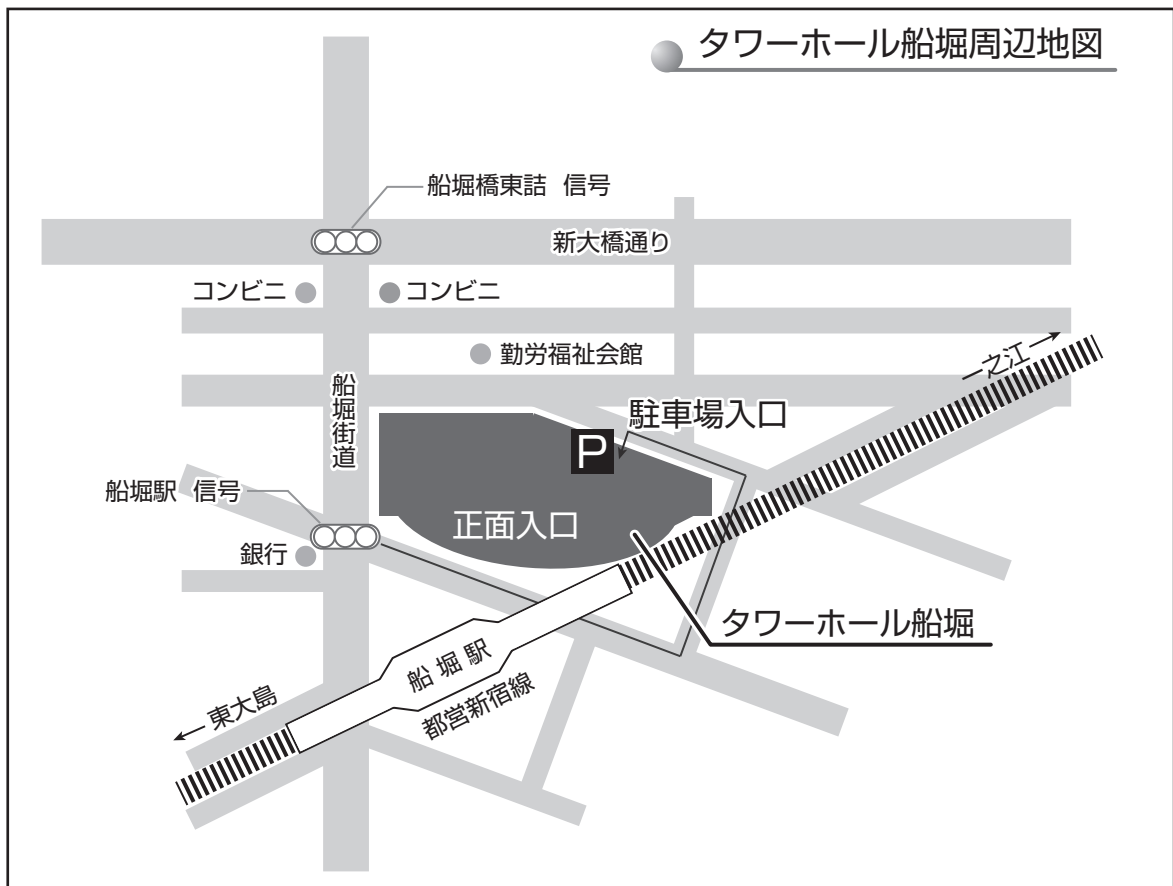 タワーホール船堀周辺地図
船堀橋東詰 信号
新大橋通り
コンビニ
コンビニ
勤労福祉会館
一之江
船堀街道
駐車場入口
P
船堀駅 信号
正面入口
銀行
タワーホール船堀
船堀駅
都営新宿線
東大島